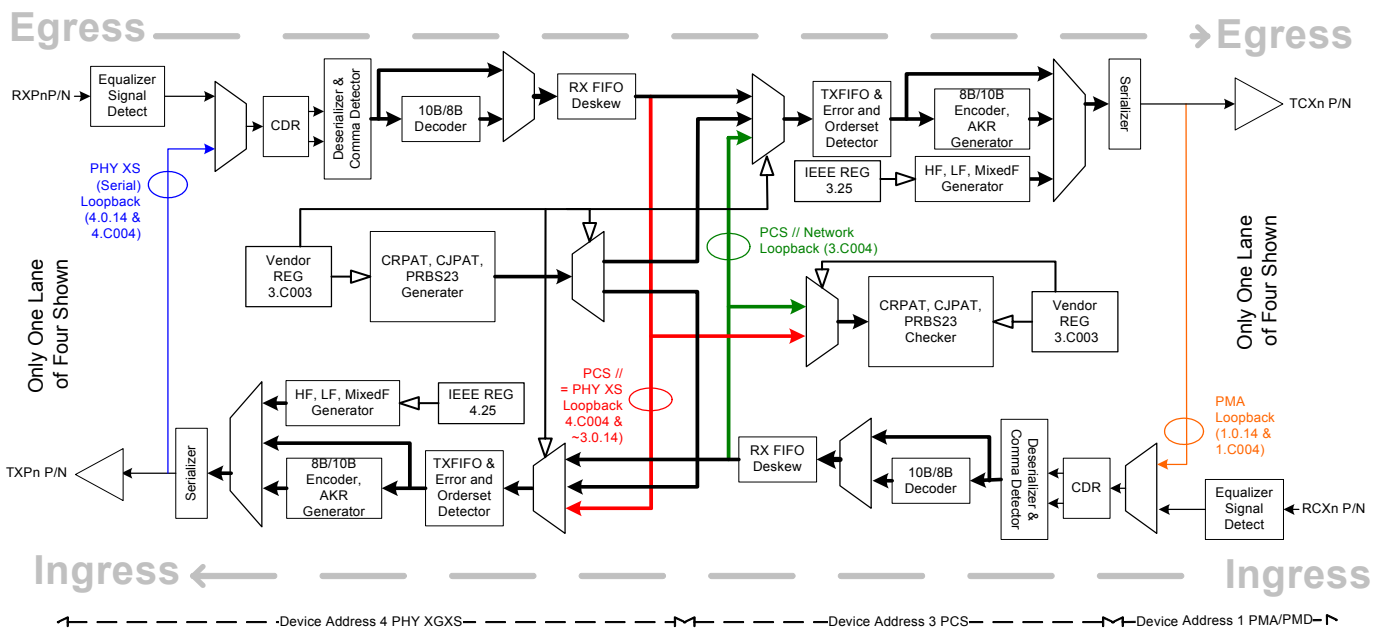 Egress
Egress
RXPnP/N
Equalizer
Signal
Detect
CDR
Deserializer &
Comma Detector
10B/8B
Decoder
RX FIFO
Deskew
TXFIFO &
Error and
Orderset
Detector
8B/10B
Encoder,
AKR
Generator
Serializer
TCXn P/N
IEEE REG
3.25
HF, LF, MixedF
Generator
PHY XS
(Serial)
Loopback
(4.0.14 &
4.C004)
PCS // Network
Loopback (3.C004)
Only One Lane
of Four Shown
Vendor
REG
3.C003
CRPAT, CJPAT,
PRBS23
Generater
CRPAT, CJPAT,
PRBS23
Checker
Vendor
REG
3.C003
Only One Lane
of Four Shown
PCS //
= PHY XS
Loopback
4.C004 &
~3.0.14)
HF, LF, MixedF
Generator
IEEE REG
4.25
PMA
Loopback
(1.0.14 &
1.C004)
TXPn P/N
Serializer
8B/10B
Encoder,
AKR
Generator
TXFIFO &
Error and
Orderset
Detector
RX FIFO
Deskew
10B/8B
Decoder
Deserializer &
Comma Detector
CDR
Equalizer
Signal
Detect
RCXn P/N
Ingress
Ingress
Device Address 4 PHY XGXS
Device Address 3 PCS
Device Address 1 PMA/PMD